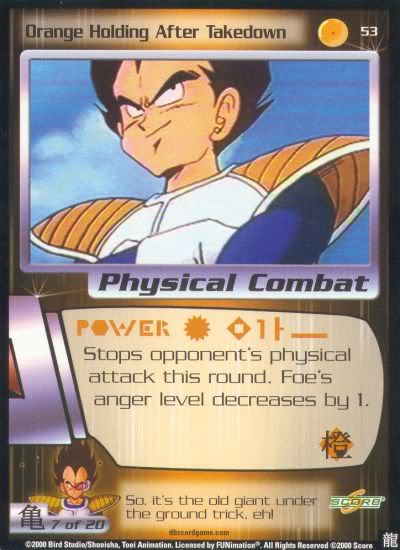 Orange Holding After Takedown 53
Physical Combat
POWER
Stops opponent's physical
attack this round. Foe's
anger level decreases by 1.
橙
亀 7 of 20
So, it's the old giant under
the ground trick, eh!
SCORE
dbzcardgame.com
©2000 Bird Studio/Shueisha, Toei Animation. Licensed by FUNimation®. All Rights Reserved ©2000 Score
龍